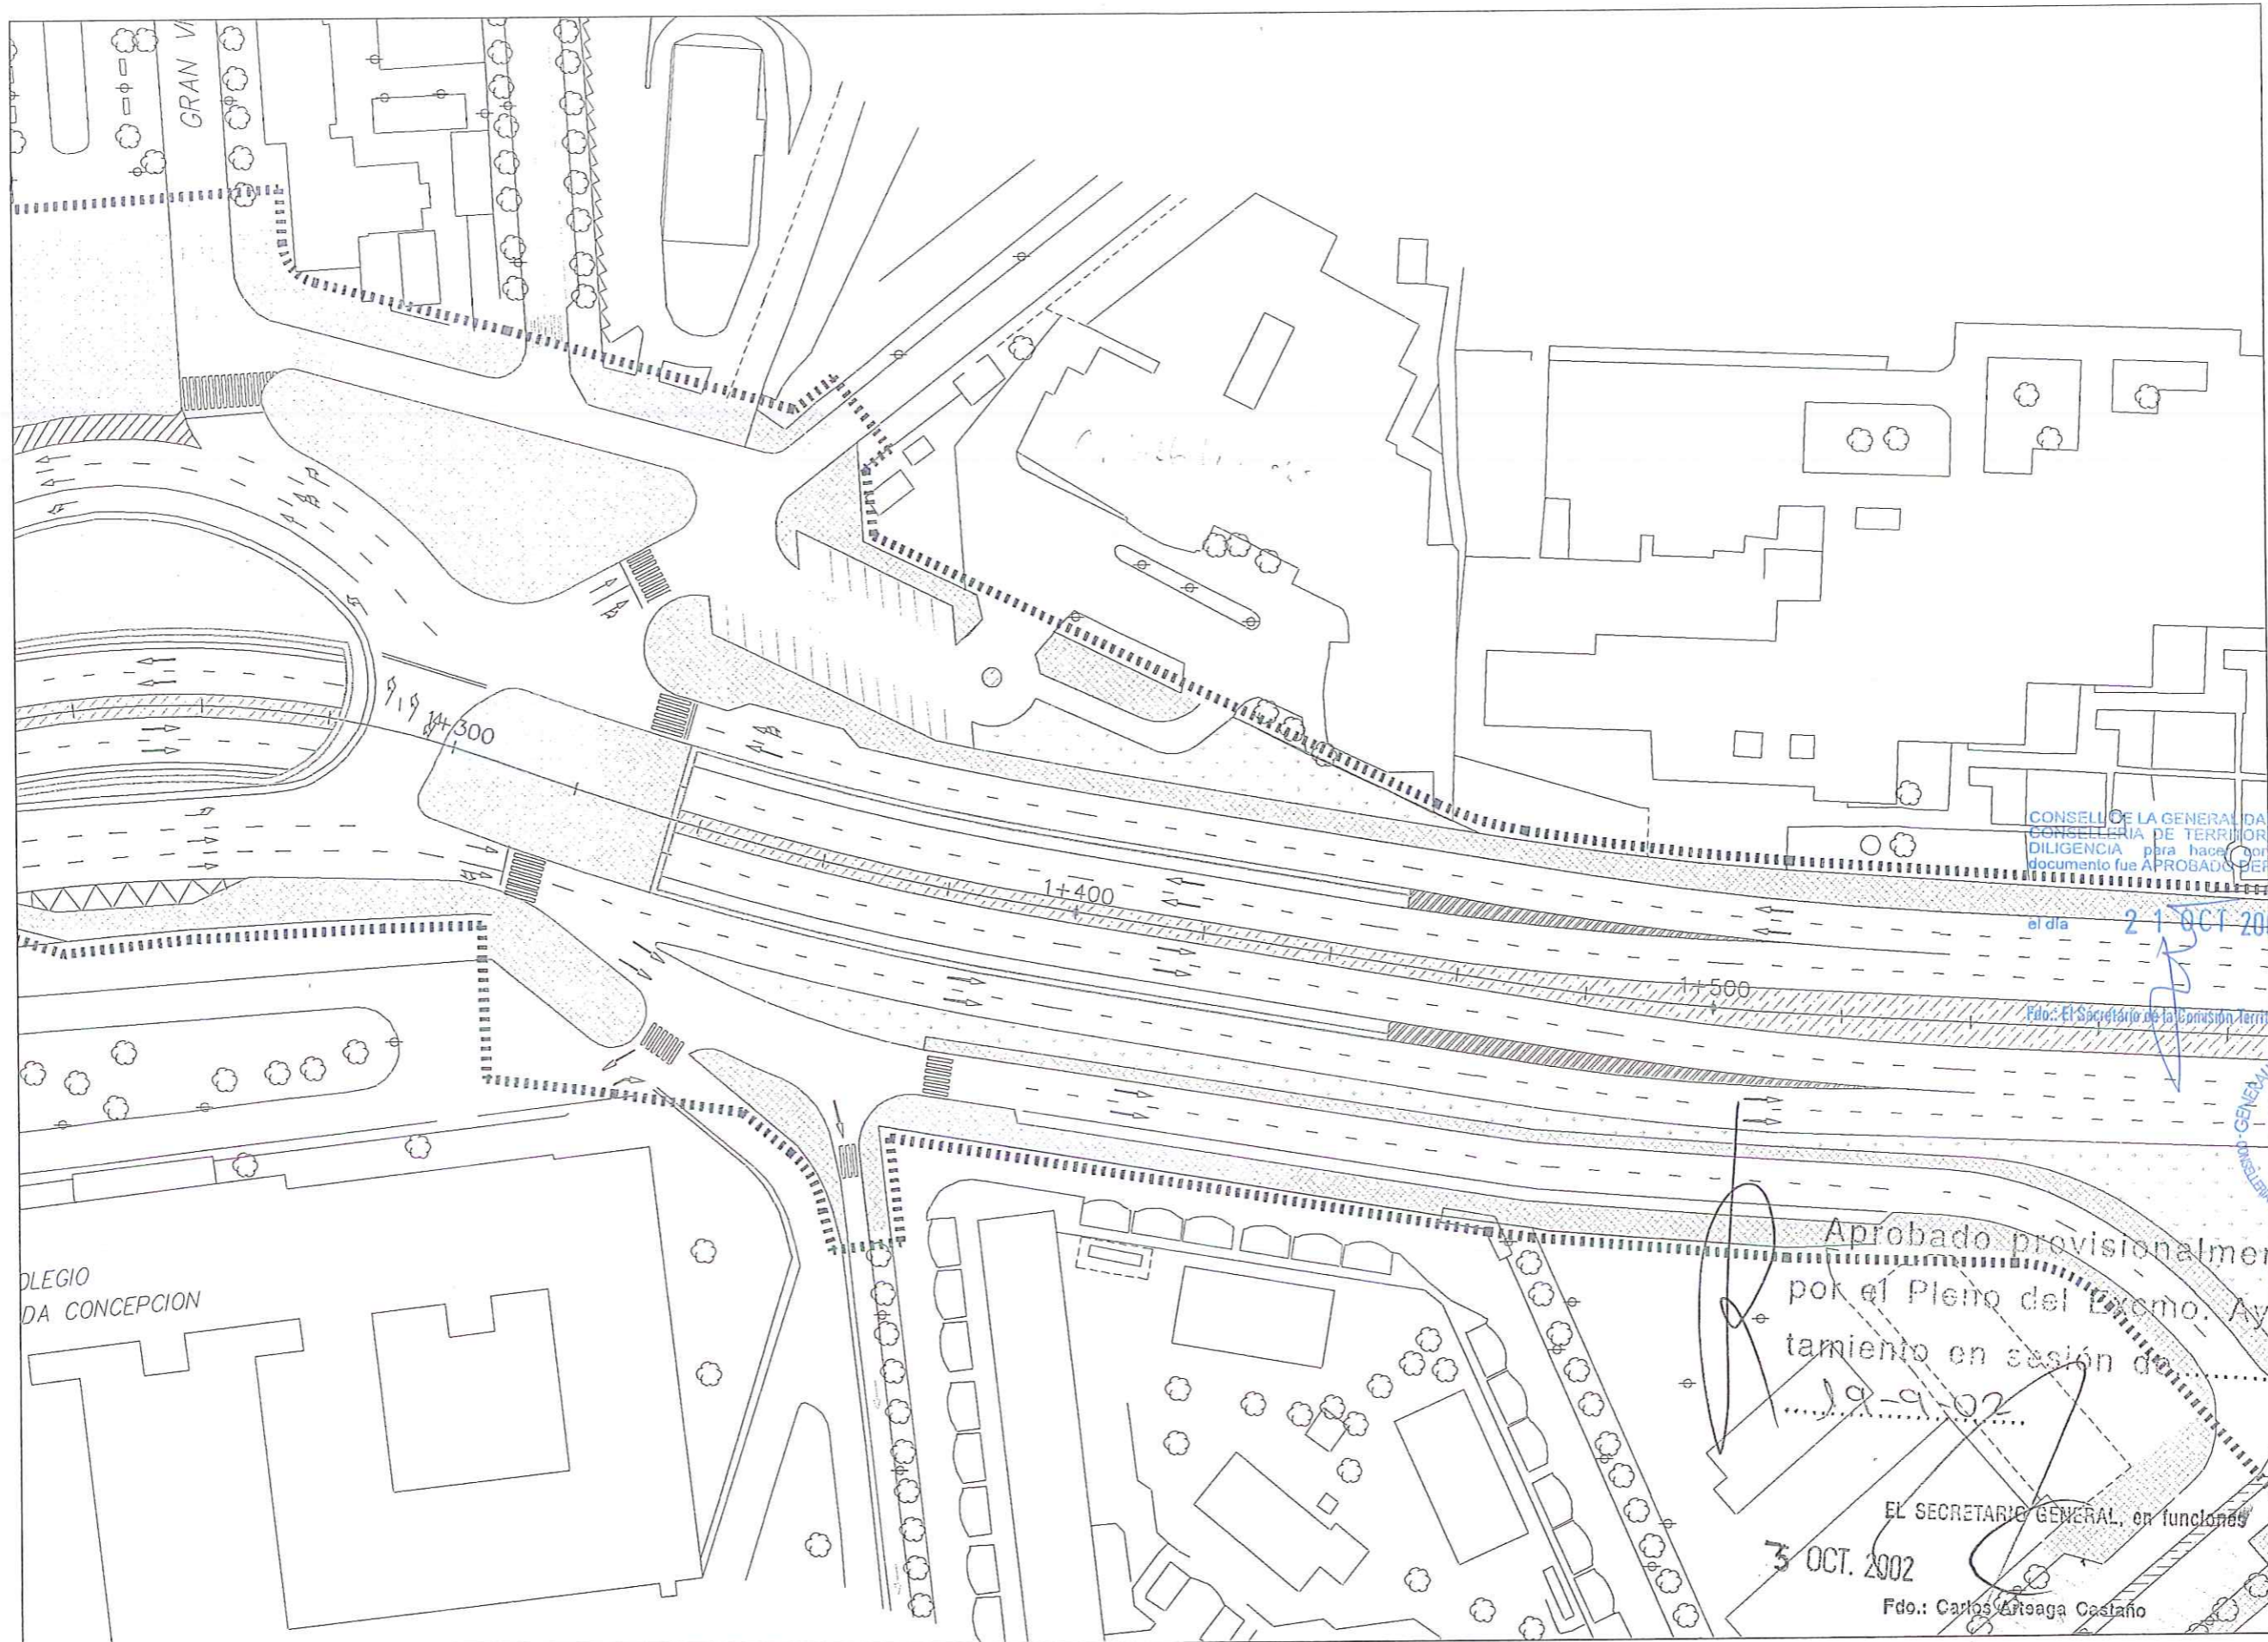 GRAN VI
1+300
1+400
1+500
CONSELL DE LA GENERALIDA
CONSELLERIA DE TERRITOR
DILIGENCIA para hacer con
documento fue APROBADO DEF
el día 21 OCT 20
Fdo.: El Secretario de la Comisión Territ
OLEGIO
DA CONCEPCION
Aprobado provisionalmen
por el Pleno del Excmo. Ay
tamiento en sesión de
19-9-02
EL SECRETARIO GENERAL, en funciones
3 OCT. 2002
Fdo.: Carlos Arteaga Castaño